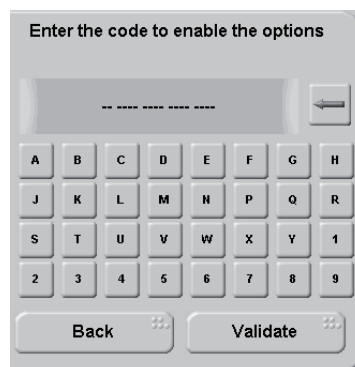 Enter the code to enable the options
-- ---- ---- ---- ----
A B C D E F G H
J K L M N P Q R
S T U V W X Y 1
2 3 4 5 6 7 8 9
Back Validate